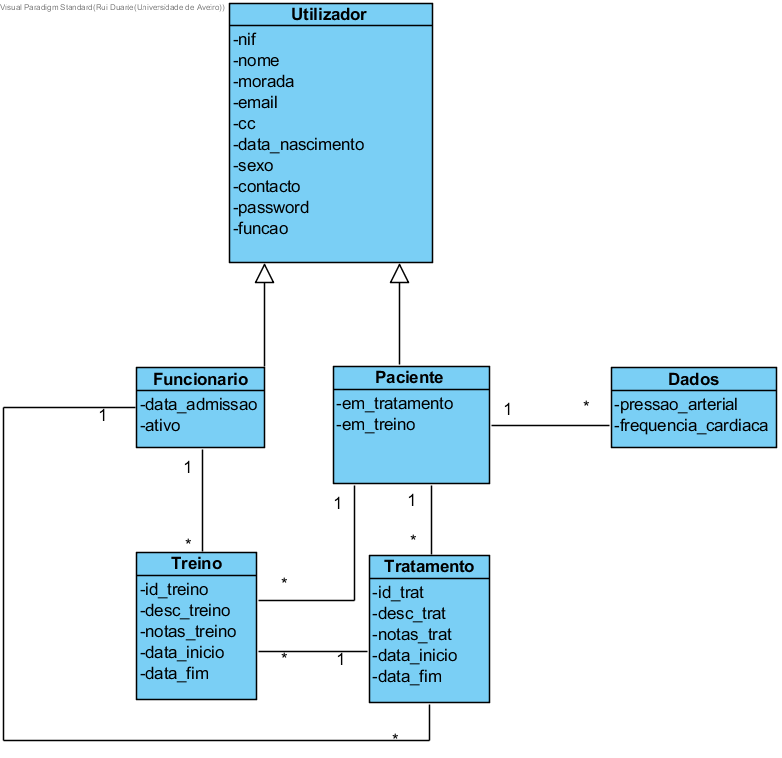 Visual Paradigm Standard(Rui Duarte(Universidade de Aveiro))
Utilizador
-nif
-nome
-morada
-email
-cc
-data_nascimento
-sexo
-contacto
-password
-funcao
Funcionario
-data_admissao
-ativo
Paciente
-em_tratamento
-em_treino
Dados
-pressao_arterial
-frequencia_cardiaca
1
1
*
1
1
1
*
*
Treino
-id_treino
-desc_treino
-notas_treino
-data_inicio
-data_fim
*
*
1
Tratamento
-id_trat
-desc_trat
-notas_trat
-data_inicio
-data_fim
*